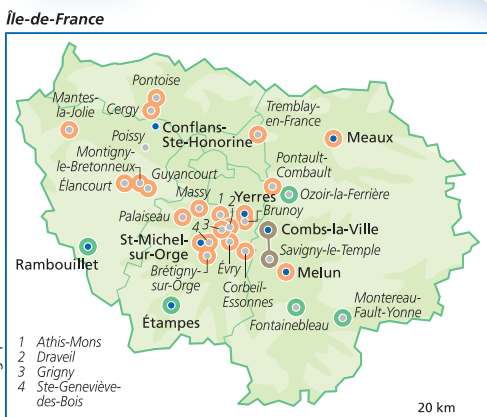 Île-de-France
Pontoise
Mantes-
la-Jolie
Cergy
Tremblay-
en-France
Conflans-
Ste-Honorine
Meaux
Poissy
Montigny-
le-Bretonneux
Guyancourt
Pontault-
Combault
Élancourt
Massy
1
2
Yerres
Ozoir-la-Ferrière
Brunoy
Palaiseau
4
3
Combs-la-Ville
St-Michel-
sur-Orge
Savigny-le-Temple
Rambouillet
Brétigny-
sur-Orge
Évry
Melun
Corbeil-
Essonnes
Étampes
Fontainebleau
Montereau-
Fault-Yonne
1 Athis-Mons
2 Draveil
3 Grigny
4 Ste-Geneviève-
des-Bois
20 km